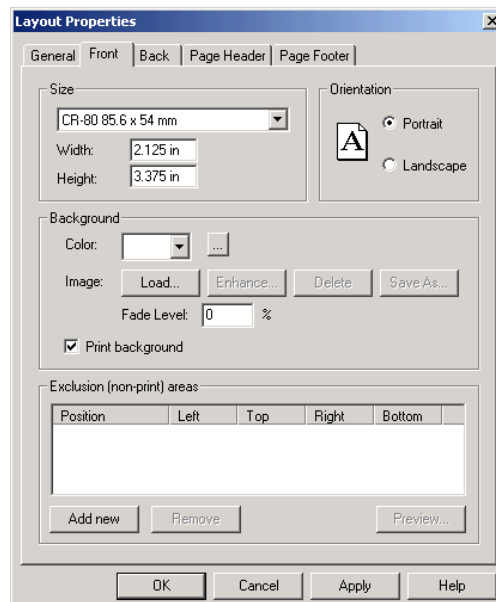 Layout Properties
General Front Back Page Header Page Footer
Size
CR-80 85.6 x 54 mm
Width: 2.125 in
Height: 3.375 in
Orientation
A
Portrait
Landscape
Background
Color: ...
Image: Load... Enhance... Delete Save As...
Fade Level: 0 %
Print background
Exclusion (non-print) areas
Position Left Top Right Bottom
Add new Remove Preview...
OK Cancel Apply Help